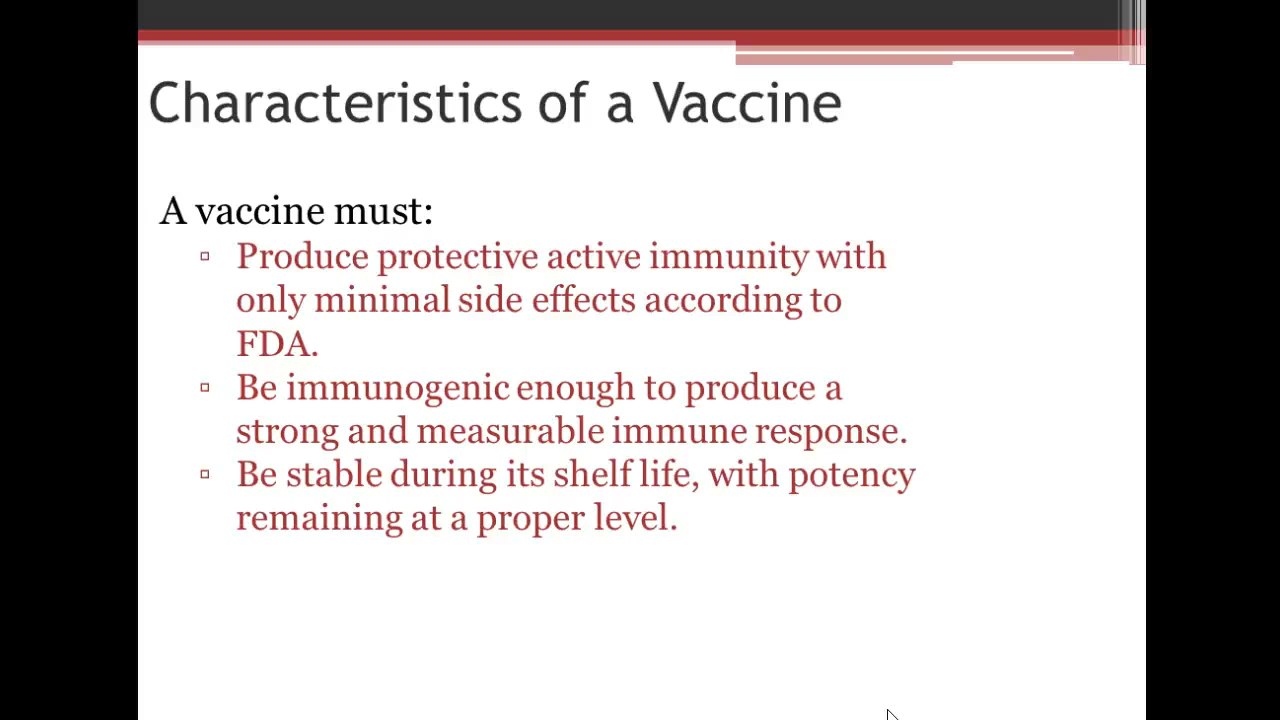 Characteristics of a Vaccine
A vaccine must:
▫ Produce protective active immunity with
only minimal side effects according to
FDA.
▫ Be immunogenic enough to produce a
strong and measurable immune response.
▫ Be stable during its shelf life, with potency
remaining at a proper level.